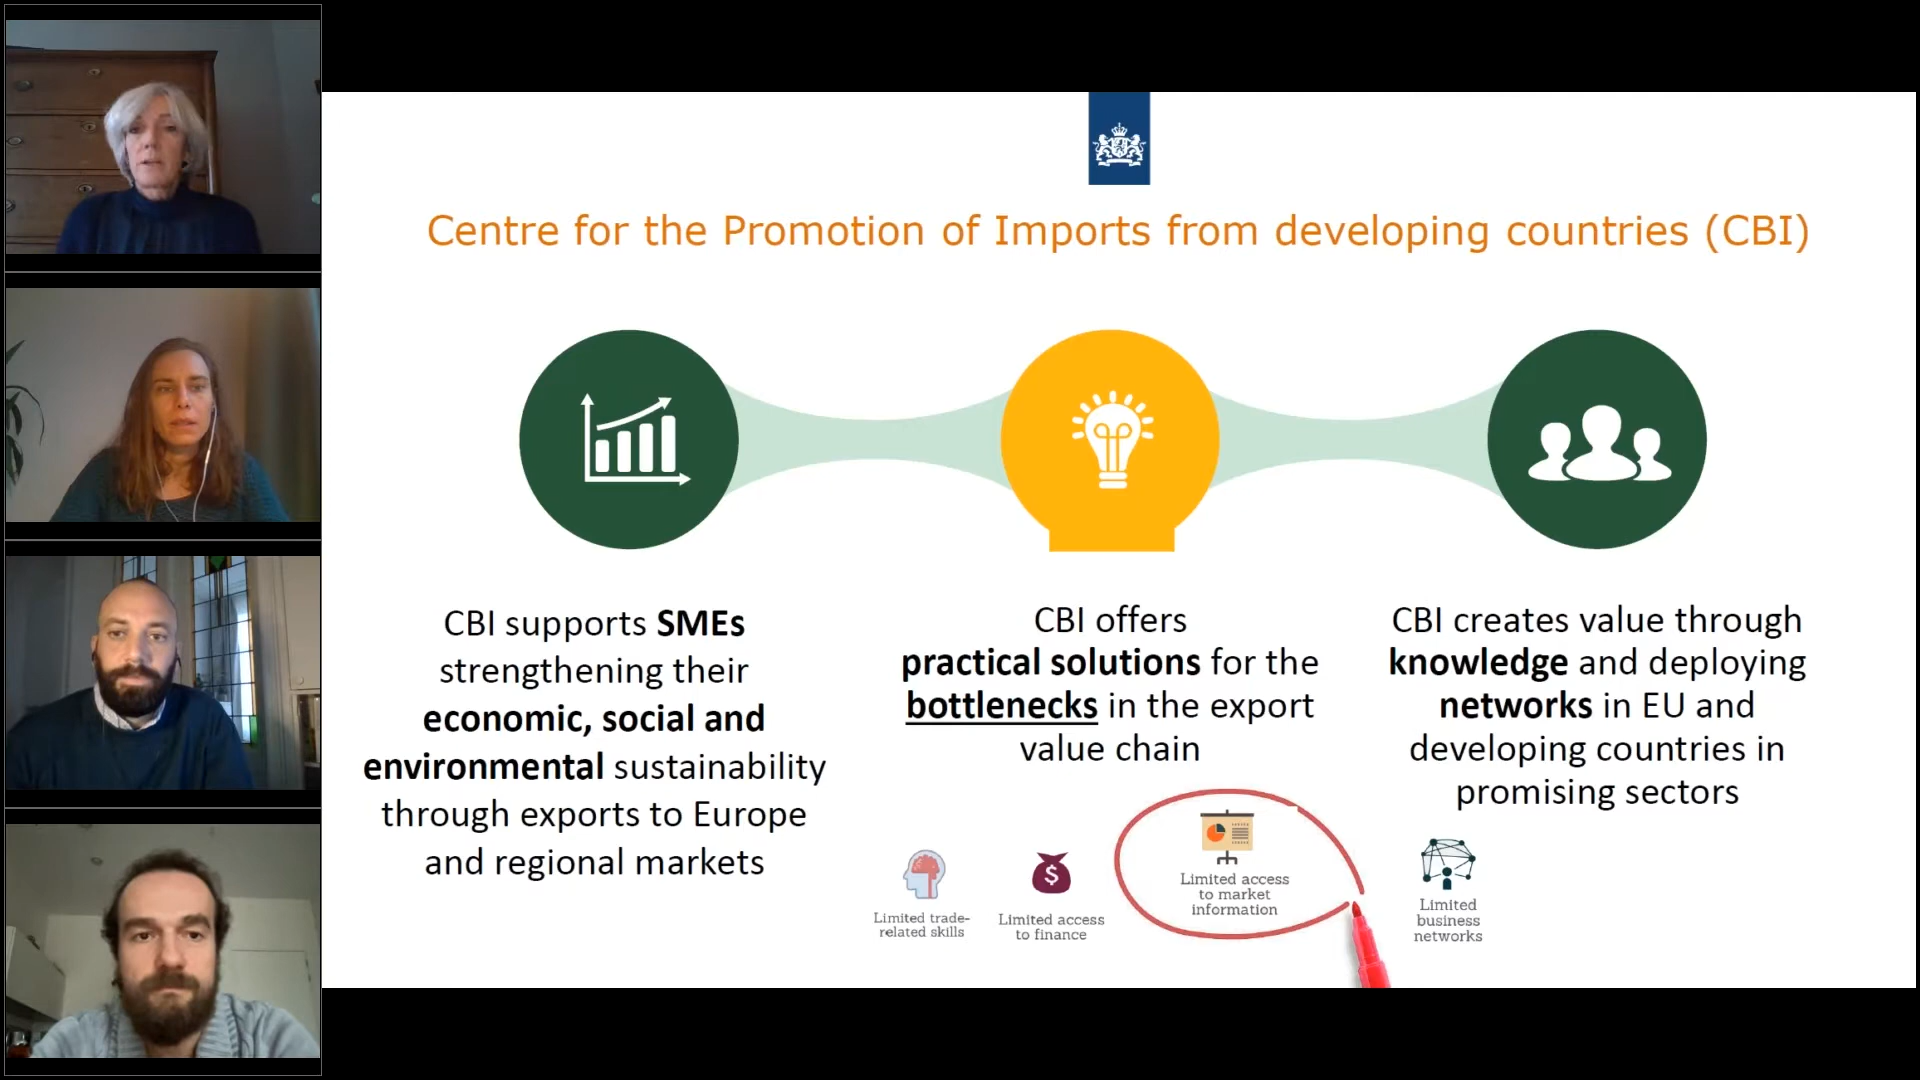 Centre for the Promotion of Imports from developing countries (CBI)
CBI supports SMEs
strengthening their
economic, social and
environmental sustainability
through exports to Europe
and regional markets
CBI offers
practical solutions for the
bottlenecks in the export
value chain
CBI creates value through
knowledge and deploying
networks in EU and
developing countries in
promising sectors
Limited trade-
related skills
$
Limited access
to finance
Limited access
to market
information
Limited
business
networks